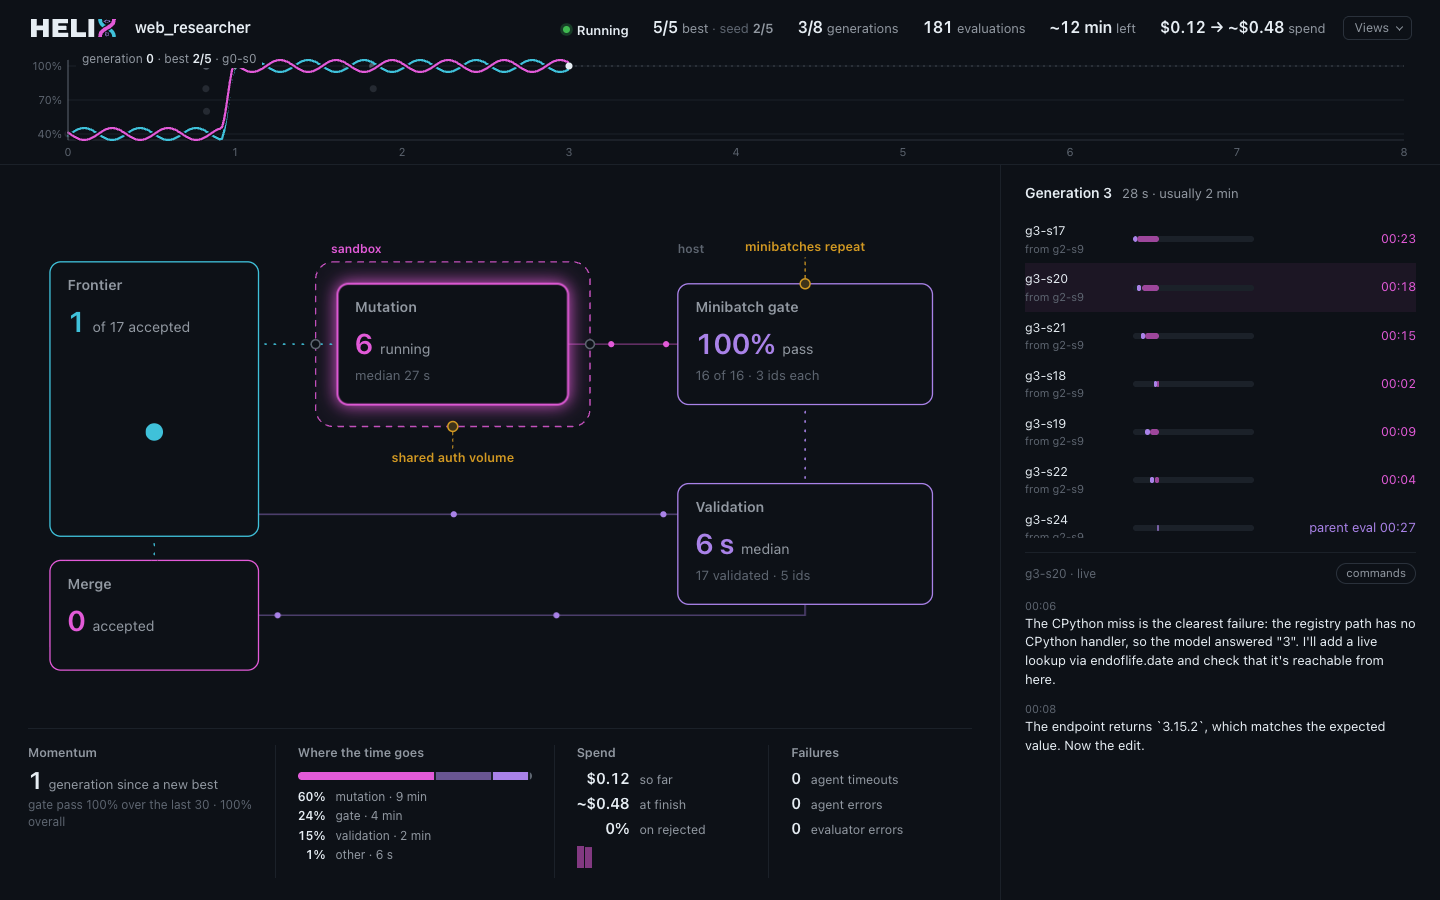 HELIX web_researcher
Running 5/5 best · seed 2/5 3/8 generations 181 evaluations ~12 min left $0.12 → ~$0.48 spend Views
generation 0 · best 2/5 · g0-s0
100%
70%
40%
0 1 2 3 4 5 6 7 8
sandbox
host
minibatches repeat
Frontier
1 of 17 accepted
Mutation
6 running
median 27 s
Minibatch gate
100% pass
16 of 16 · 3 ids each
shared auth volume
Validation
6 s median
17 validated · 5 ids
Merge
0 accepted
Generation 3 28 s · usually 2 min
g3-s17 00:23
from g2-s9
g3-s20 00:18
from g2-s9
g3-s21 00:15
from g2-s9
g3-s18 00:02
from g2-s9
g3-s19 00:09
from g2-s9
g3-s22 00:04
from g2-s9
g3-s24 parent eval 00:27
from g2-s9
g3-s20 · live commands
00:06
The CPython miss is the clearest failure: the registry path has no
CPython handler, so the model answered "3". I'll add a live
lookup via endoflife.date and check that it's reachable from
here.
00:08
The endpoint returns `3.15.2`, which matches the expected
value. Now the edit.
Momentum
1 generation since a new best
gate pass 100% over the last 30 · 100%
overall
Where the time goes
60% mutation · 9 min
24% gate · 4 min
15% validation · 2 min
1% other · 6 s
Spend
$0.12 so far
~$0.48 at finish
0% on rejected
Failures
0 agent timeouts
0 agent errors
0 evaluator errors